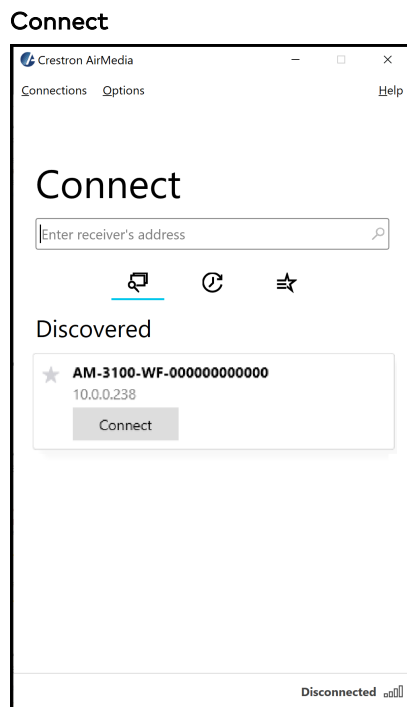 Connect
Crestron AirMedia
Connections Options Help
Connect
Enter receiver's address
Discovered
AM-3100-WF-000000000000
10.0.0.238
Connect
Disconnected